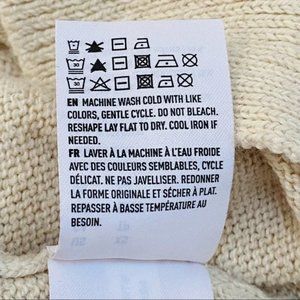 30
30
EN MACHINE WASH COLD WITH LIKE
COLORS, GENTLE CYCLE. DO NOT BLEACH.
RESHAPE LAY FLAT TO DRY. COOL IRON IF
NEEDED.
FR LAVER À LA MACHINE À L'EAU FROIDE
AVEC DES COULEURS SEMBLABLES, CYCLE
DÉLICAT. NE PAS JAVELLISER. REDONNER
LA FORME ORIGINALE ET SÉCHER À PLAT.
REPASSER À BASSE TEMPÉRATURE AU
BESOIN.